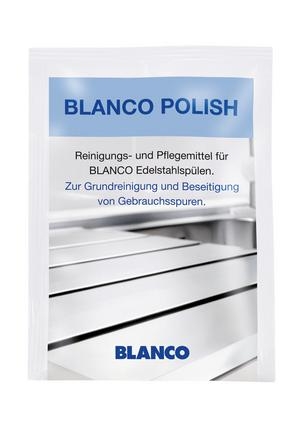 BLANCO POLISH
Reinigungs- und Pflegemittel für
BLANCO Edelstahlspülen.
Zur Grundreinigung und Beseitigung
von Gebrauchsspuren.
BLANCO